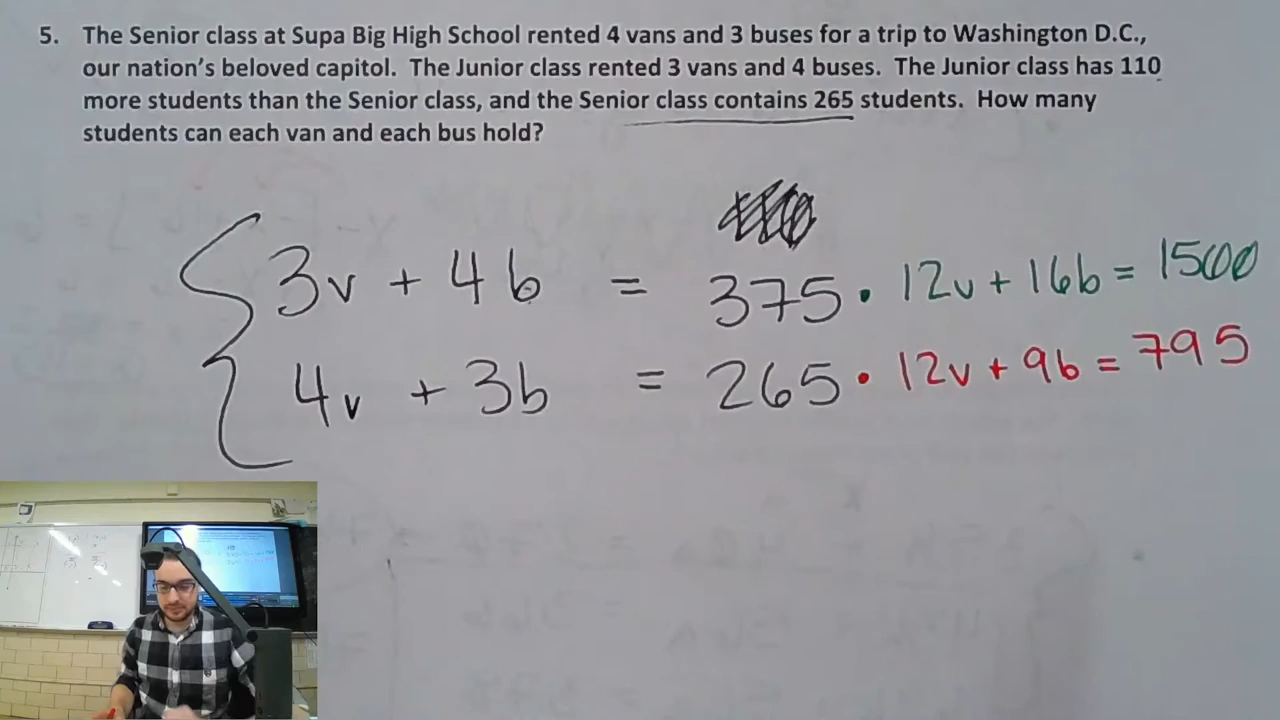 5. The Senior class at Supa Big High School rented 4 vans and 3 buses for a trip to Washington D.C.,
our nation's beloved capitol. The Junior class rented 3 vans and 4 buses. The Junior class has 110
more students than the Senior class, and the Senior class contains 265 students. How many
students can each van and each bus hold?
3v + 4b = 375 • 12v + 16b = 1500
4v + 3b = 265 • 12v + 9b = 795